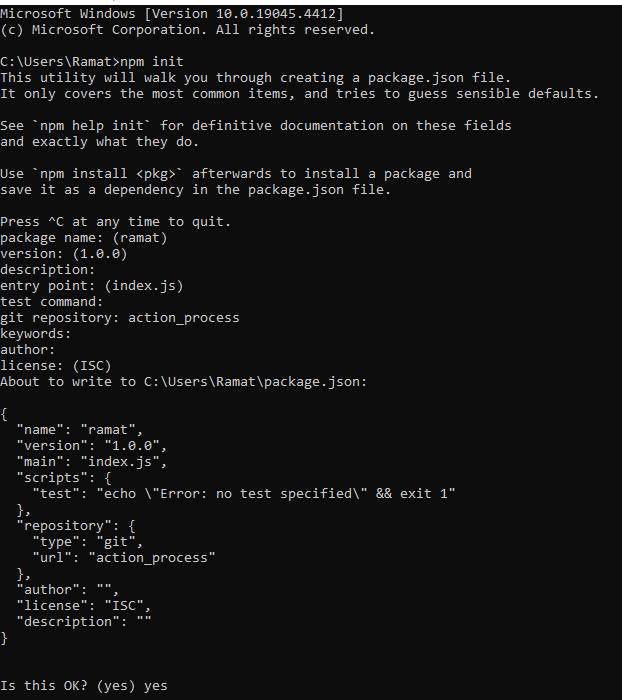 Microsoft Windows [Version 10.0.19045.4412]
(c) Microsoft Corporation. All rights reserved.
C:\Users\Ramat>npm init
This utility will walk you through creating a package.json file.
It only covers the most common items, and tries to guess sensible defaults.
See `npm help init` for definitive documentation on these fields
and exactly what they do.
Use `npm install <pkg>` afterwards to install a package and
save it as a dependency in the package.json file.
Press ^C at any time to quit.
package name: (ramat)
version: (1.0.0)
description:
entry point: (index.js)
test command:
git repository: action_process
keywords:
author:
license: (ISC)
About to write to C:\Users\Ramat\package.json:
{
  "name": "ramat",
  "version": "1.0.0",
  "main": "index.js",
  "scripts": {
    "test": "echo \"Error: no test specified\" && exit 1"
  },
  "repository": {
    "type": "git",
    "url": "action_process"
  },
  "author": "",
  "license": "ISC",
  "description": ""
}
Is this OK? (yes) yes